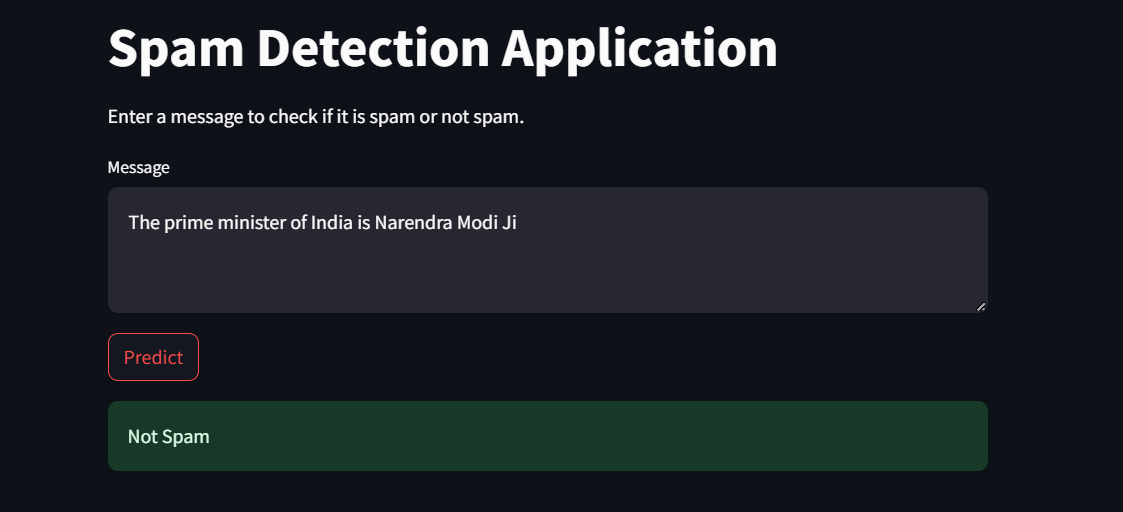 Spam Detection Application
Enter a message to check if it is spam or not spam.
Message
The prime minister of India is Narendra Modi Ji
Predict
Not Spam